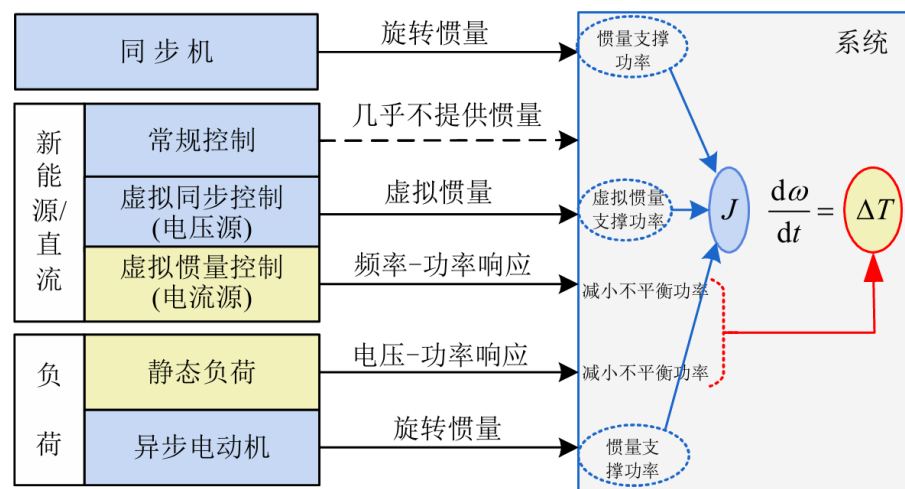 同步机
旋转惯量
惯量支撑
功率
系统
新
能
源/
直
流
常规控制
几乎不提供惯量
虚拟同步控制
(电压源)
虚拟惯量
虚拟惯量
支撑功率
J dω/dt = ΔT
虚拟惯量控制
(电流源)
频率-功率响应
减小不平衡功率
负
荷
静态负荷
电压-功率响应
减小不平衡功率
异步电动机
旋转惯量
惯量支
撑功率